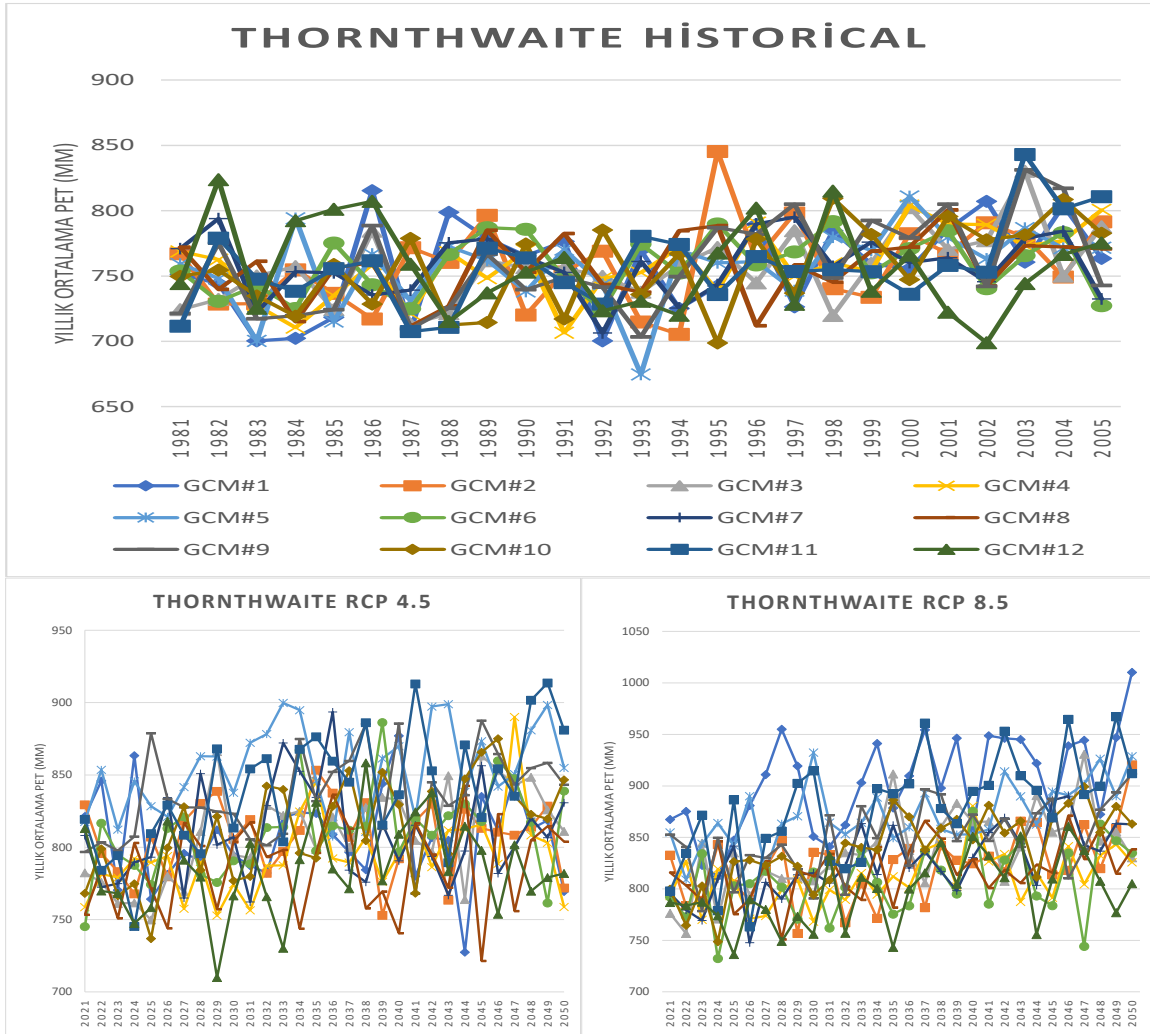 THORNTHWAITE HİSTORİCAL
YILLIK ORTALAMA PET (MM)
900
850
800
750
700
650
1981 1982 1983 1984 1985 1986 1987 1988 1989 1990 1991 1992 1993 1994 1995 1996 1997 1998 1999 2000 2001 2002 2003 2004 2005
GCM#1 GCM#2 GCM#3 GCM#4
GCM#5 GCM#6 GCM#7 GCM#8
GCM#9 GCM#10 GCM#11 GCM#12
THORNTHWAITE RCP 4.5
YILLIK ORTALAMA PET (MM)
950
900
850
800
750
700
2021 2022 2023 2024 2025 2026 2027 2028 2029 2030 2031 2032 2033 2034 2035 2036 2037 2038 2039 2040 2041 2042 2043 2044 2045 2046 2047 2048 2049 2050
THORNTHWAITE RCP 8.5
YILLIK ORTALAMA PET (MM)
1050
1000
950
900
850
800
750
700
2021 2022 2023 2024 2025 2026 2027 2028 2029 2030 2031 2032 2033 2034 2035 2036 2037 2038 2039 2040 2041 2042 2043 2044 2045 2046 2047 2048 2049 2050